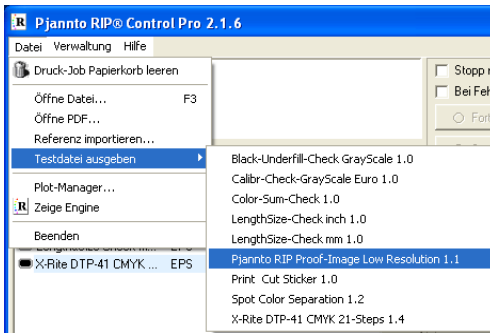 Pjannto RIP® Control Pro 2.1.6
Datei Verwaltung Hilfe
Druck-Job Papierkorb leeren
Öffne Datei... F3
Öffne PDF...
Referenz importieren...
Testdatei ausgeben
Plot-Manager...
Zeige Engine
Beenden
Stopp
Bei Feh
For
Black-Underfill-Check GrayScale 1.0
Calibr-Check-GrayScale Euro 1.0
Color-Sum-Check 1.0
LengthSize-Check inch 1.0
LengthSize-Check mm 1.0
Pjannto RIP Proof-Image Low Resolution 1.1
Print Cut Sticker 1.0
Spot Color Separation 1.2
X-Rite DTP-41 CMYK 21-Steps 1.4
X-Rite DTP-41 CMYK ... EPS